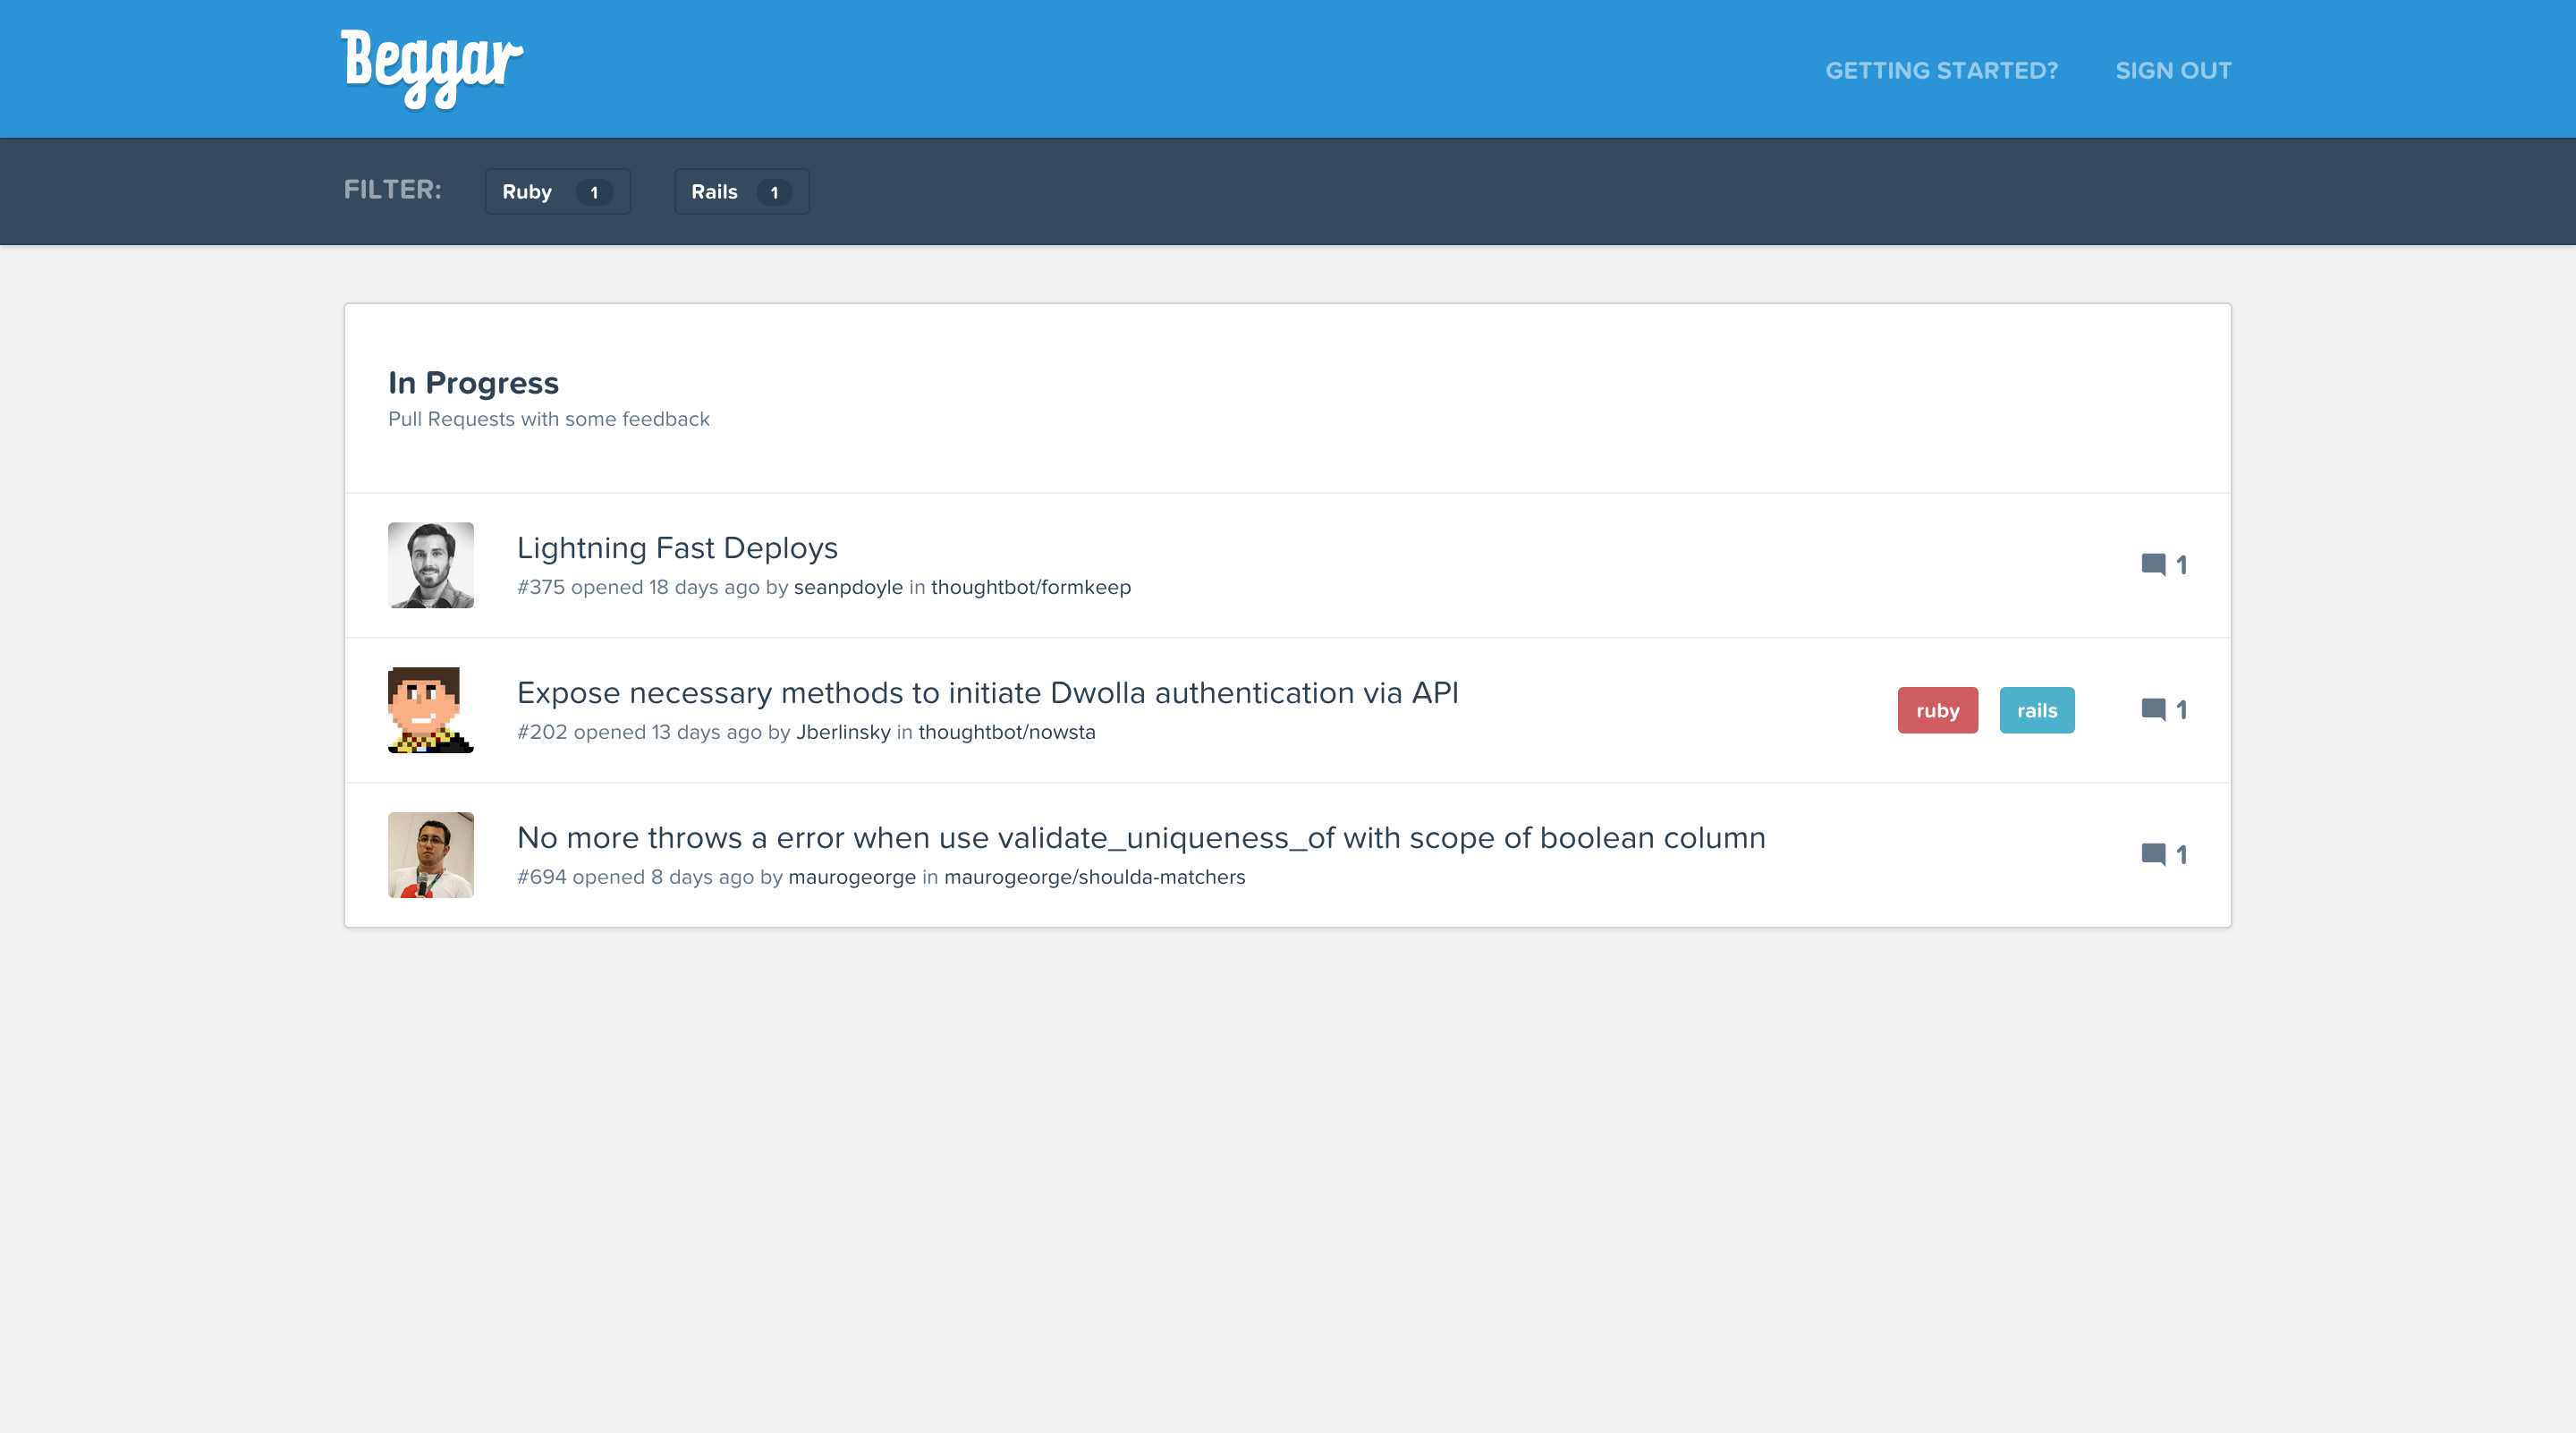 Beggar
GETTING STARTED? SIGN OUT
FILTER: Ruby 1 Rails 1
In Progress
Pull Requests with some feedback
Lightning Fast Deploys
#375 opened 18 days ago by seanpdoyle in thoughtbot/formkeep
1
Expose necessary methods to initiate Dwolla authentication via API
#202 opened 13 days ago by Jberlinsky in thoughtbot/nowsta
ruby rails 1
No more throws a error when use validate_uniqueness_of with scope of boolean column
#694 opened 8 days ago by maurogeorge in maurogeorge/shoulda-matchers
1